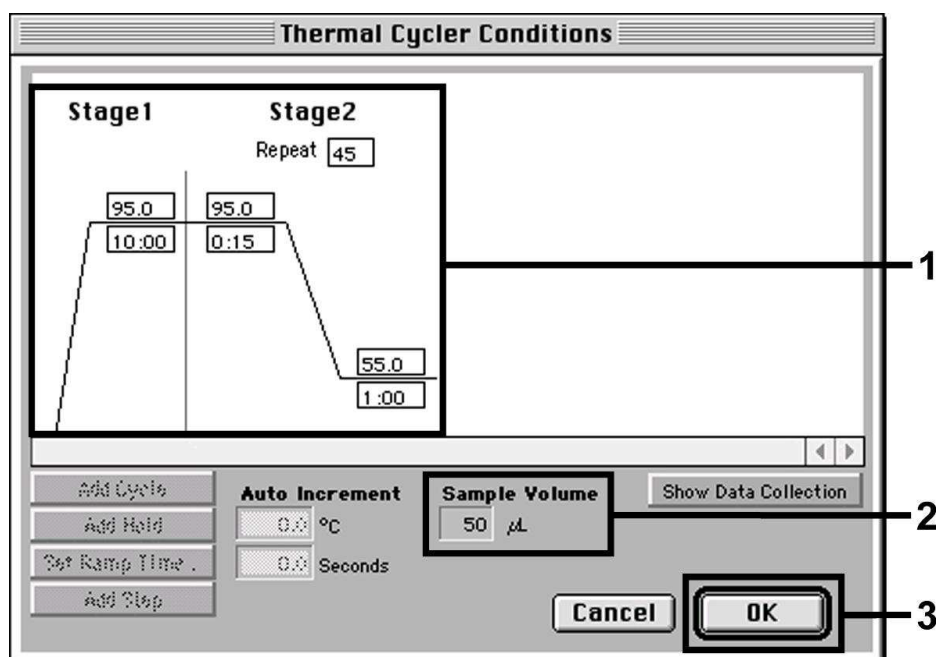 Thermal Cycler Conditions
Stage1 Stage2
Repeat 45
95.0 95.0
10:00 0:15
1
55.0
1:00
Add Cycle Auto Increment Sample Volume Show Data Collection
Add Hold 0.0 °C 50 µL 2
Set Ramp Time . 0.0 Seconds
Add Step
Cancel OK 3